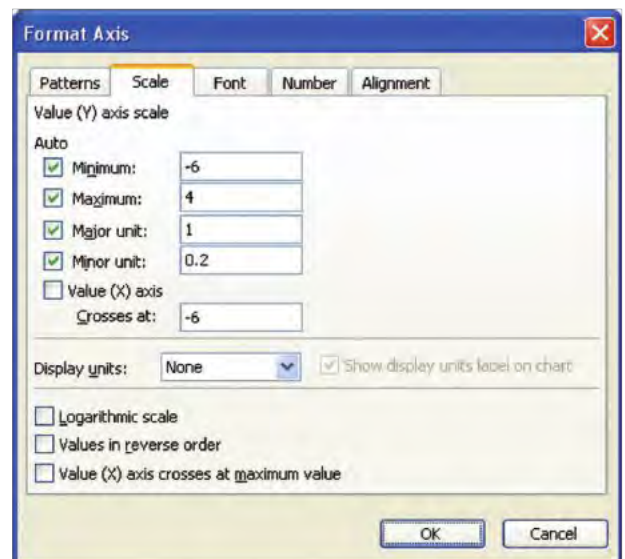 Format Axis
Patterns Scale Font Number Alignment
Value (Y) axis scale
Auto
Minimum: -6
Maximum: 4
Major unit: 1
Minor unit: 0.2
Value (X) axis
Crosses at: -6
Display units: None Show display units label on chart
Logarithmic scale
Values in reverse order
Value (X) axis crosses at maximum value
OK Cancel